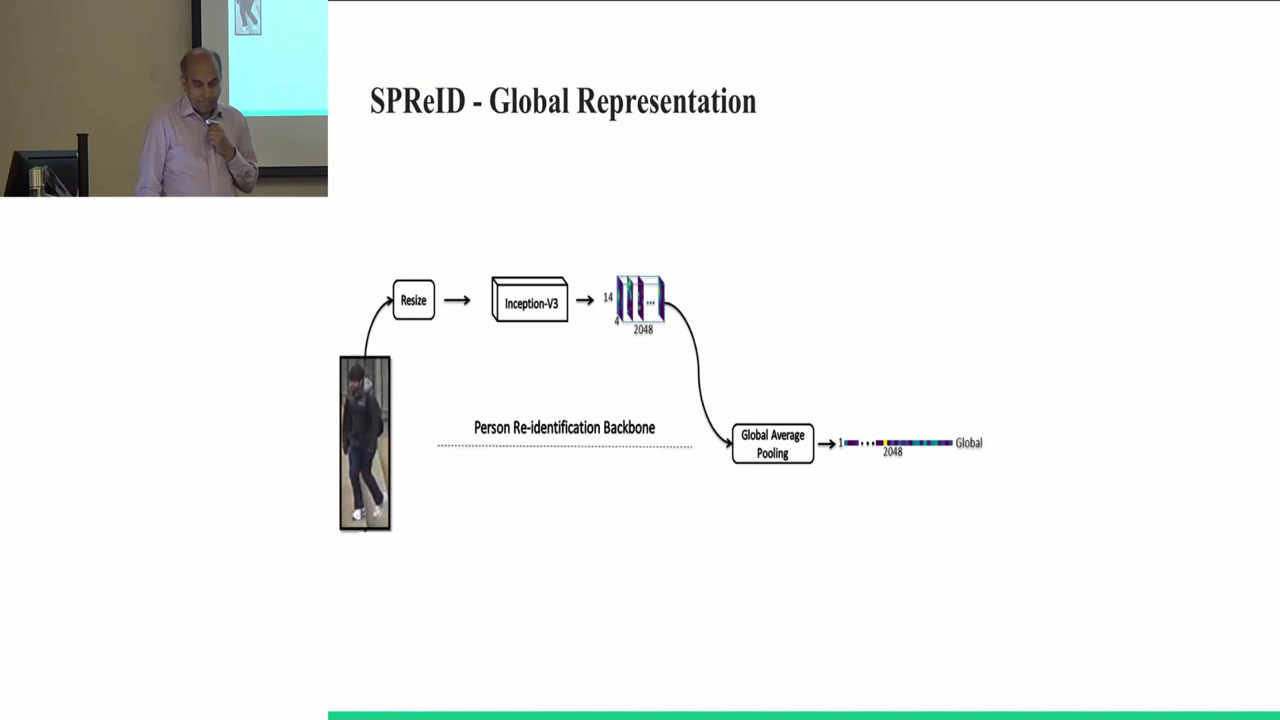 SPReID - Global Representation
Resize
Inception-V3
14
4
2048
Person Re-identification Backbone
Global Average
Pooling
1
2048
Global